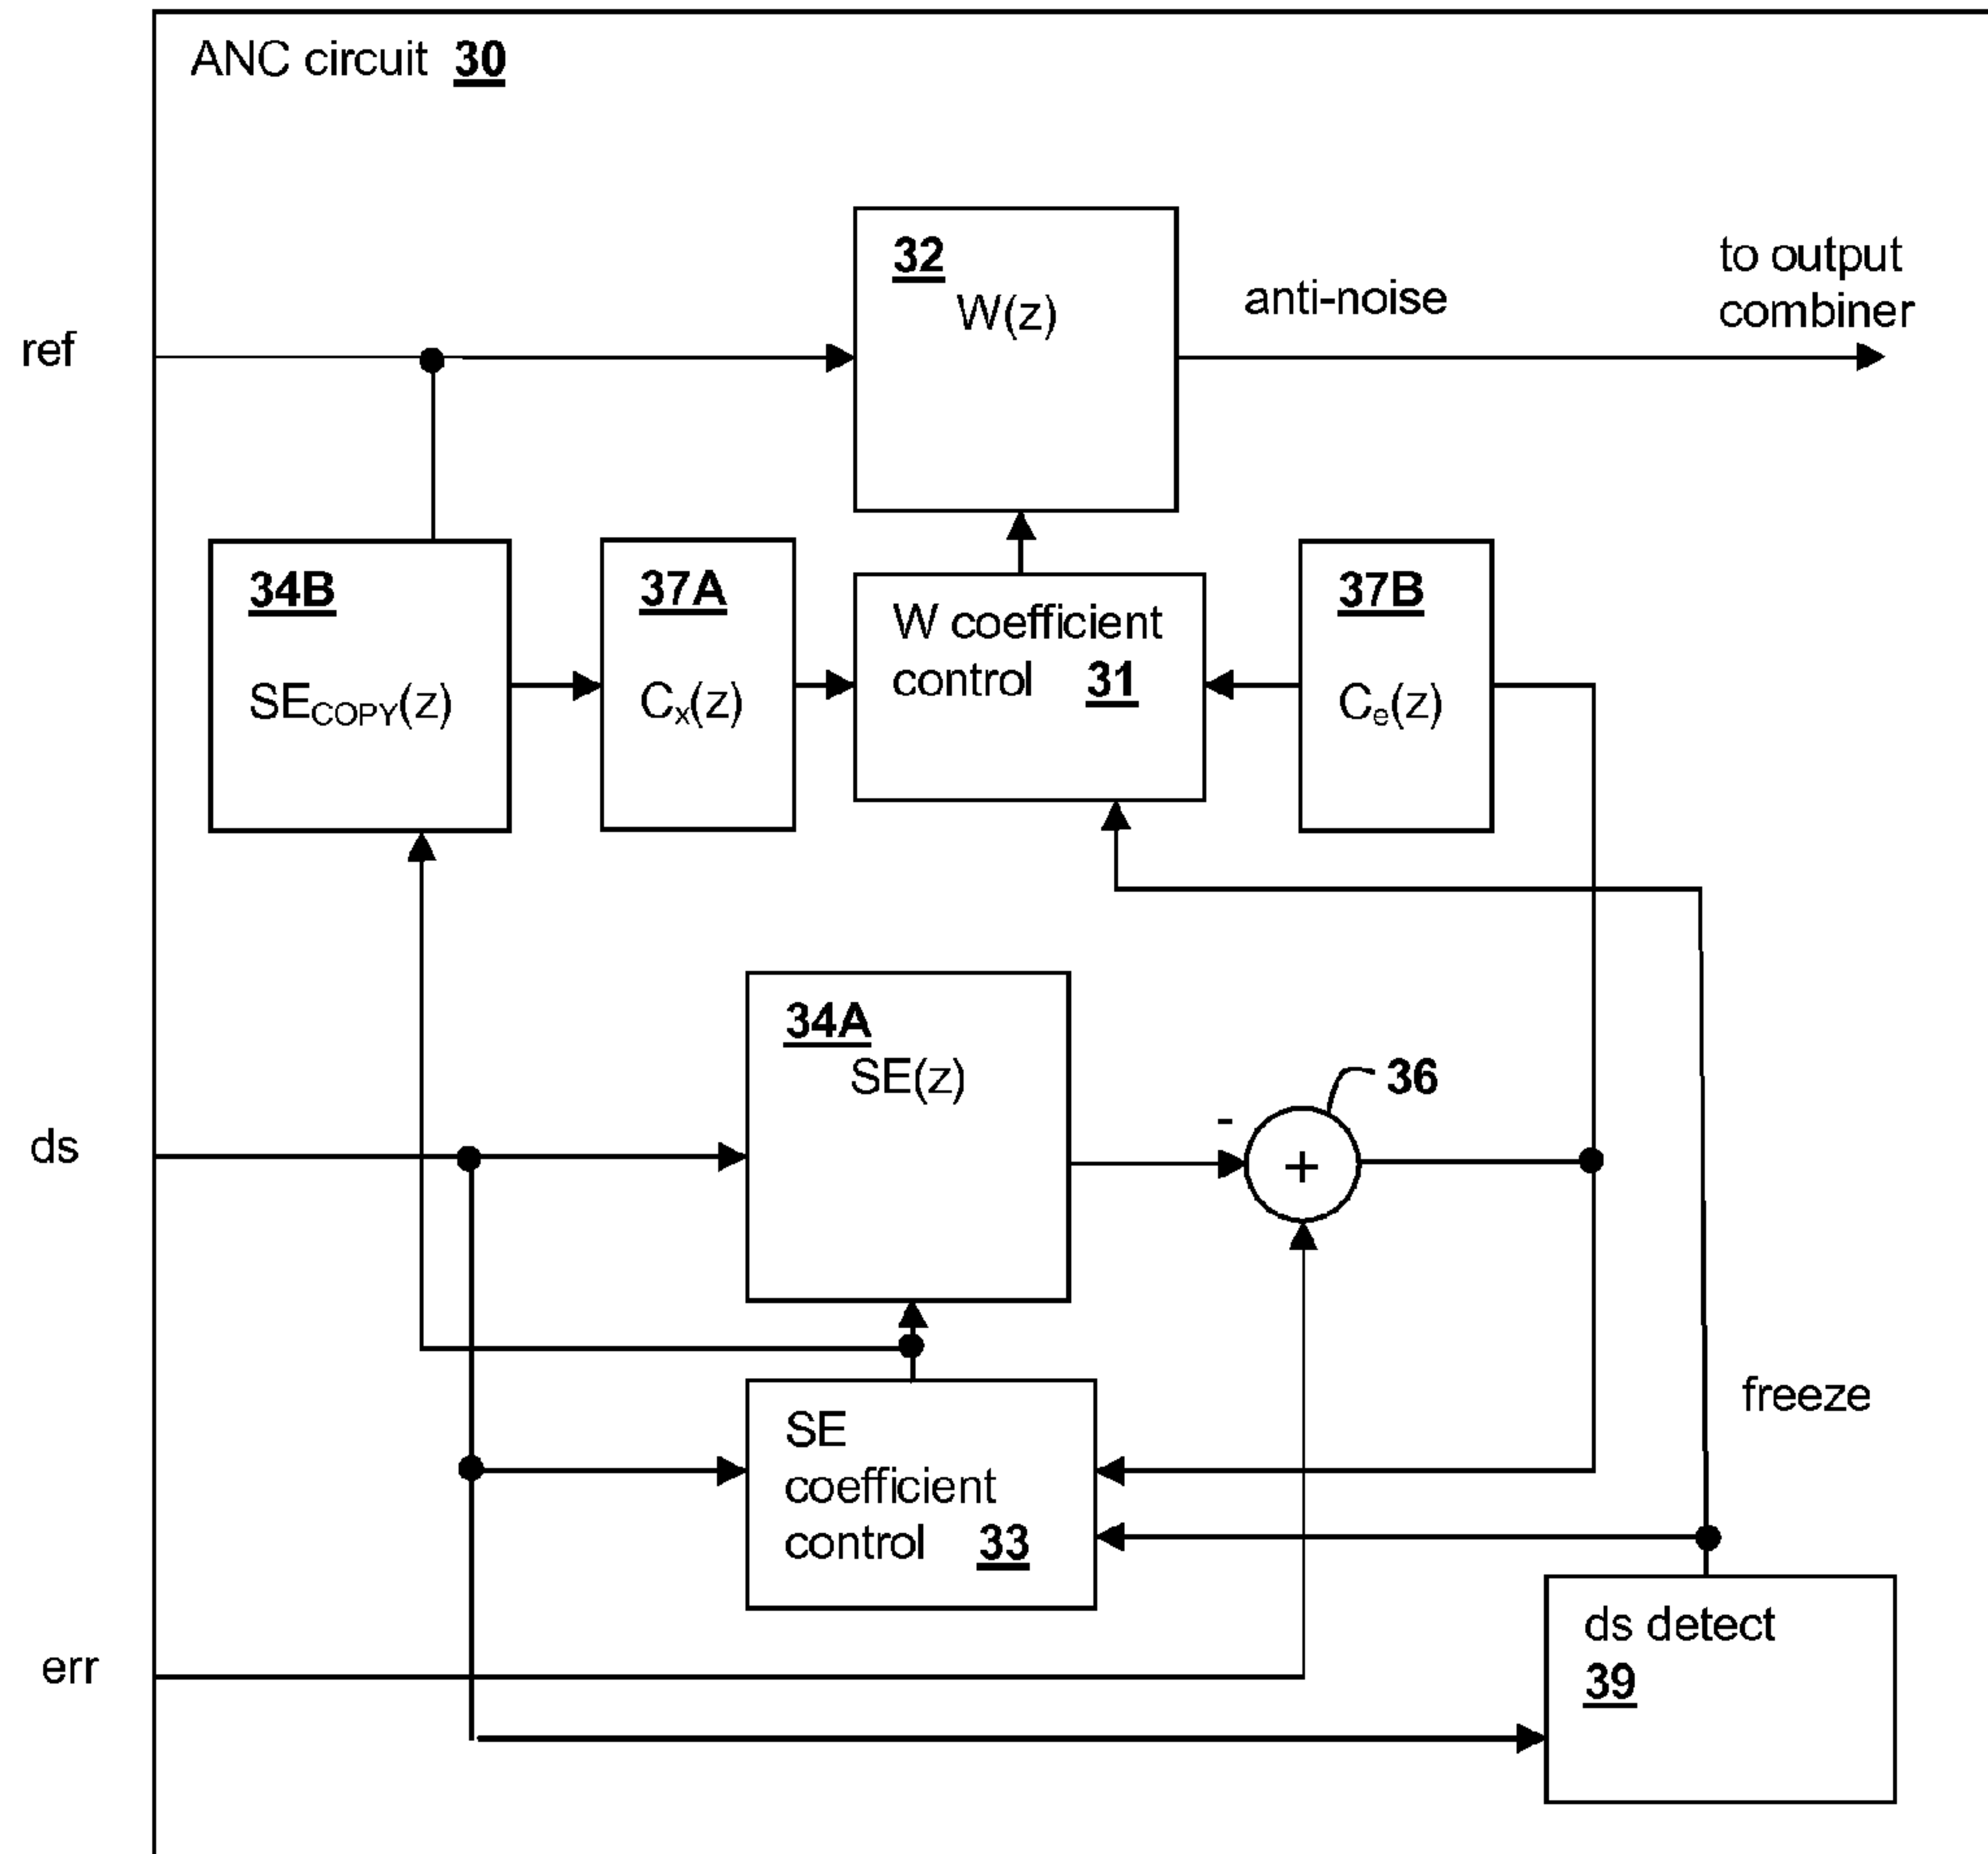 ANC circuit 30
32
W(z)
anti-noise
to output
combiner
ref
34B
SECOPY(z)
37A
Cx(z)
W coefficient
control 31
37B
Ce(z)
34A
SE(z)
-
36
+
ds
freeze
SE
coefficient
control 33
ds detect
39
err